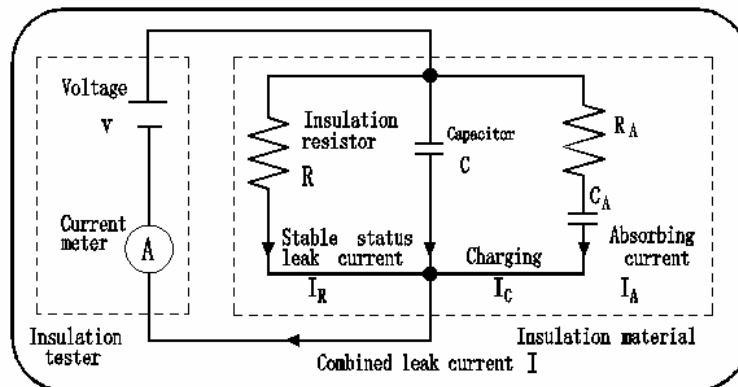 Voltage
V
Current
meter
A
Insulation
tester
Insulation
resistor
R
Capacitor
C
R A
C A
Stable status
leak current
I R
Charging
I C
Absorbing
current
I A
Insulation material
Combined leak current I